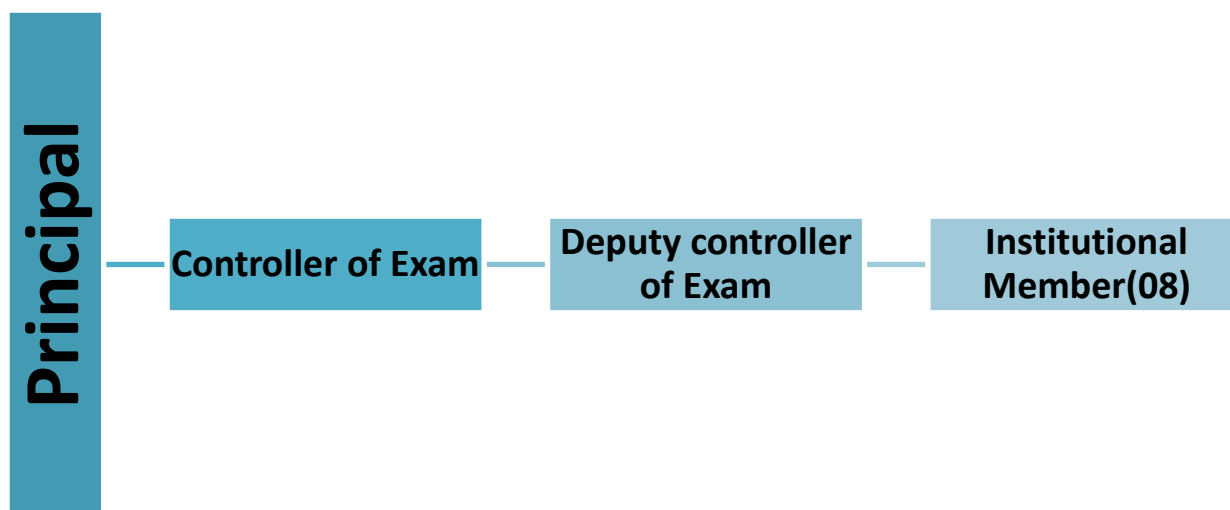 Principal
Controller of Exam
Deputy controller
of Exam
Institutional
Member(08)